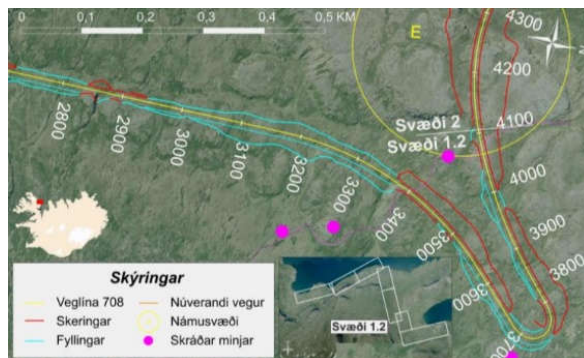 0 0,1 0,2 0,3 0,4 0,5 KM
4300
4200
E
Svæði 2
Svæði 1.2
4100
4000
3900
3800
3700
3600
3500
3400
3300
3200
3100
3000
2900
2800
Skýringar
Veglína 708
Núverandi vegur
Skeringar
Námusvæði
Fyllingar
Skráðar minjar
Svæði 1.2